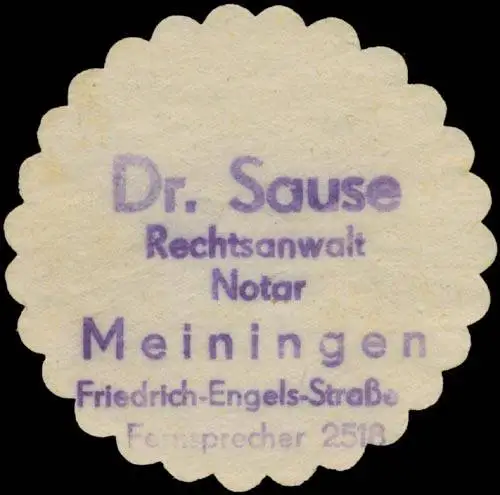 Dr. Sause
Rechtsanwalt
Notar
Meiningen
Friedrich-Engels-Straße
Fernsprecher 2518